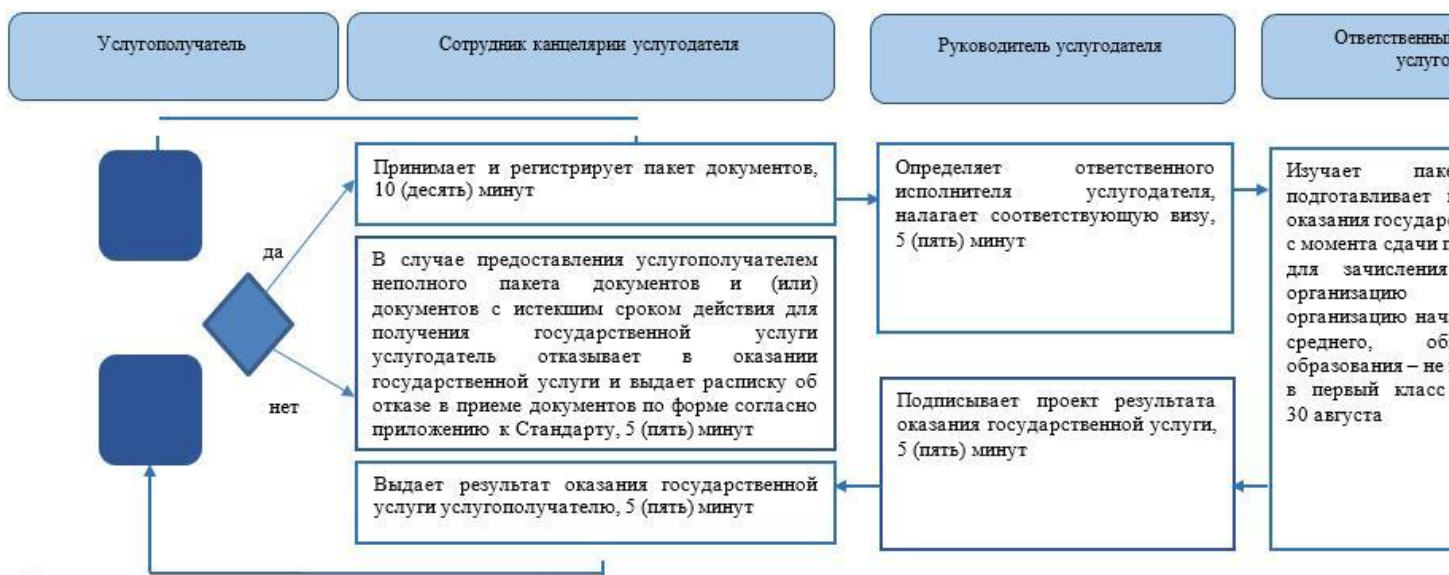 Услугополучатель
Сотрудник канцелярии услугодателя
Руководитель услугодателя
Принимает и регистрирует пакет документов,
10 (десять) минут
да
В случае предоставления услугополучателем
неполного пакета документов и (или)
документов с истекшим сроком действия для
получения государственной услуги
услугодатель отказывает в оказании
государственной услуги и выдает расписку об
отказе в приеме документов по форме согласно
приложению к Стандарту, 5 (пять) минут
нет
Выдает результат оказания государственной
услуги услугополучателю, 5 (пять) минут
Определяет ответственного
исполнителя услугодателя,
налагает соответствующую визу,
5 (пять) минут
Подписывает проект результата
оказания государственной услуги,
5 (пять) минут
Изучает
подготавливает
оказания
с момента сдачи
для зачисления
организацию
организацию
среднего,
образования – не
в первый класс
30 августа